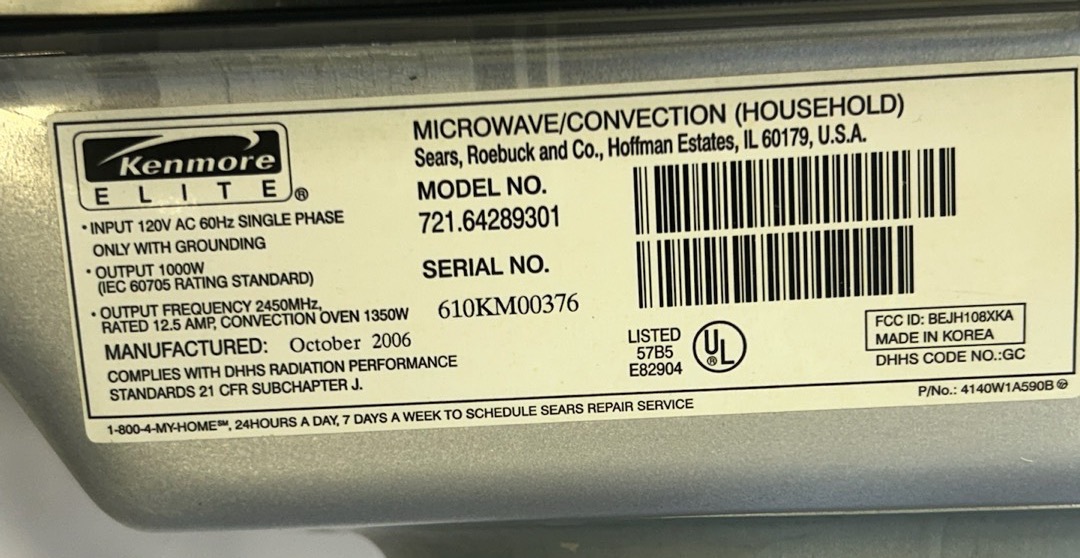 Kenmore
ELITE®
• INPUT 120V AC 60Hz SINGLE PHASE
ONLY WITH GROUNDING
• OUTPUT 1000W
(IEC 60705 RATING STANDARD)
• OUTPUT FREQUENCY 2450MHz,
RATED 12.5 AMP, CONVECTION OVEN 1350W
MANUFACTURED: October 2006
COMPLIES WITH DHHS RADIATION PERFORMANCE
STANDARDS 21 CFR SUBCHAPTER J.
MICROWAVE/CONVECTION (HOUSEHOLD)
Sears, Roebuck and Co., Hoffman Estates, IL 60179, U.S.A.
MODEL NO.
721.64289301
SERIAL NO.
610KM00376
LISTED
57B5
E82904
UL®
FCC ID: BEJH108XKA
MADE IN KOREA
DHHS CODE NO.:GC
P/No.: 4140W1A590B
1-800-4-MY-HOME℠, 24HOURS A DAY, 7 DAYS A WEEK TO SCHEDULE SEARS REPAIR SERVICE